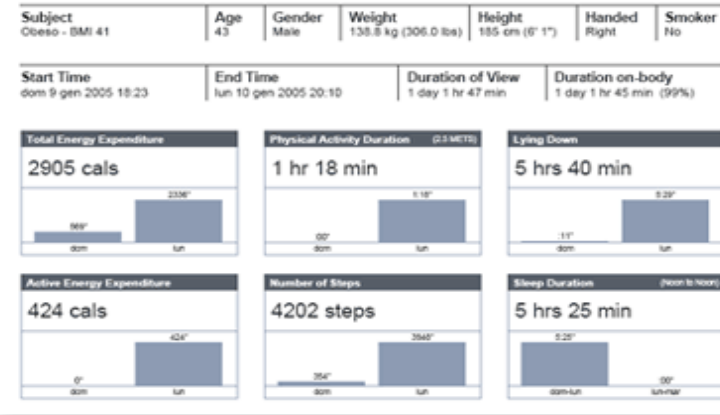 Subject Age Gender Weight Height Handed Smoker
Obeso - BMI 41 43 Male 138.8 kg (306.0 lbs) 185 cm (6' 1") Right No
Start Time End Time Duration of View Duration on-body
dom 9 gen 2005 18:23 lun 10 gen 2005 20:10 1 day 1 hr 47 min 1 day 1 hr 45 min (99%)
Total Energy Expenditure Physical Activity Duration (2.5 METS) Lying Down
2905 cals 1 hr 18 min 5 hrs 40 min
2336" 1:18" 5:29"
569" 00" :11"
dom lun dom lun dom lun
Active Energy Expenditure Number of Steps Sleep Duration (Noon to Noon)
424 cals 4202 steps 5 hrs 25 min
424" 3848" 5:25"
0" 354" 00"
dom lun dom lun dom-lun lun-mar